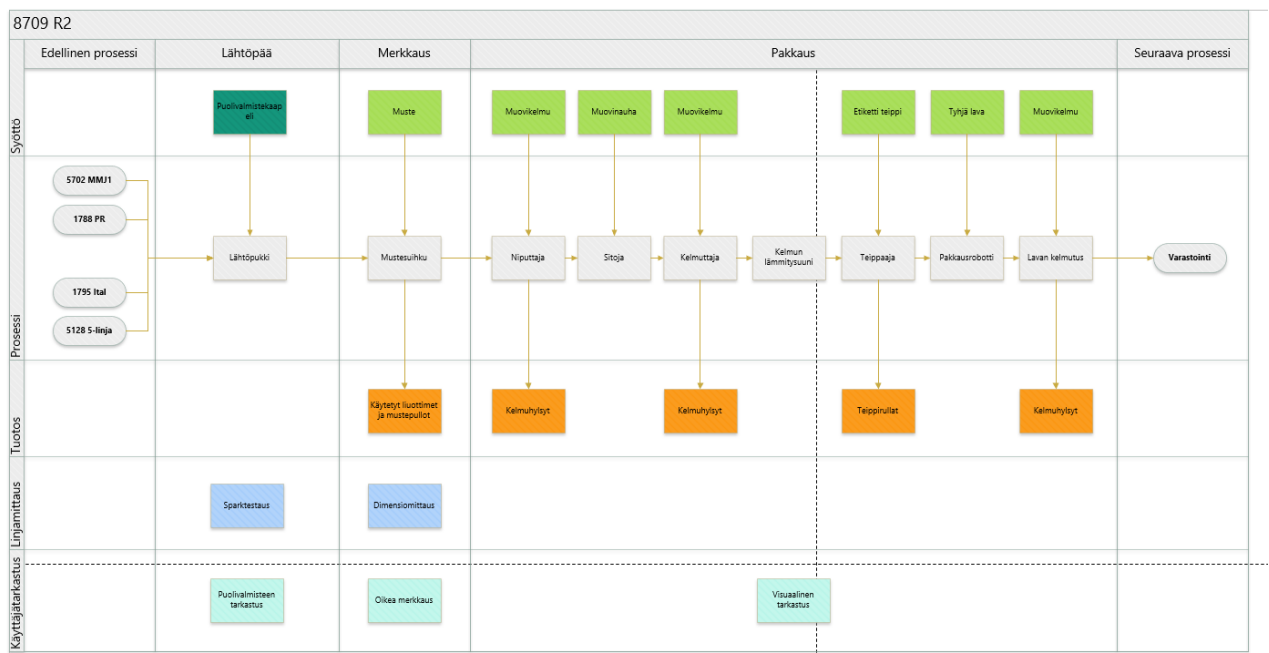 8709 R2
Edellinen prosessi
Lähtöpää
Merkkaus
Pakkaus
Seuraava prosessi
Syöttö
Puolivalmistekaap
eli
Muste
Muovikelmu
Muovinauha
Muovikelmu
Etiketti teippi
Tyhjä lava
Muovikelmu
Prosessi
5702 MMJ1
1788 PR
1795 Ital
5128 5-linja
Lähtöpukki
Mustesuihku
Niputtaja
Sitoja
Kelmuttaja
Kelmun
lämmitysuuni
Teippaaja
Pakkausrobotti
Lavan kelmutus
Varastointi
Tuotos
Käytetyt liuottimet
ja mustepullot
Kelmuhylsyt
Kelmuhylsyt
Teippirullat
Kelmuhylsyt
Linjamittaus
Sparktestaus
Dimensiomittaus
Käyttäjätarkastus
Puolivalmisteen
tarkastus
Oikea merkkaus
Visuaalinen
tarkastus